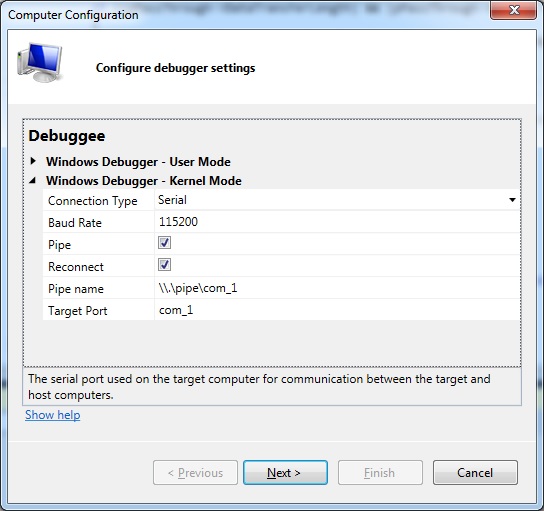 Computer Configuration
Configure debugger settings
Debuggee
Windows Debugger - User Mode
Windows Debugger - Kernel Mode
Connection Type Serial
Baud Rate 115200
Pipe
Reconnect
Pipe name \\.\pipe\com_1
Target Port com_1
The serial port used on the target computer for communication between the target and
host computers.
Show help
< Previous Next > Finish Cancel